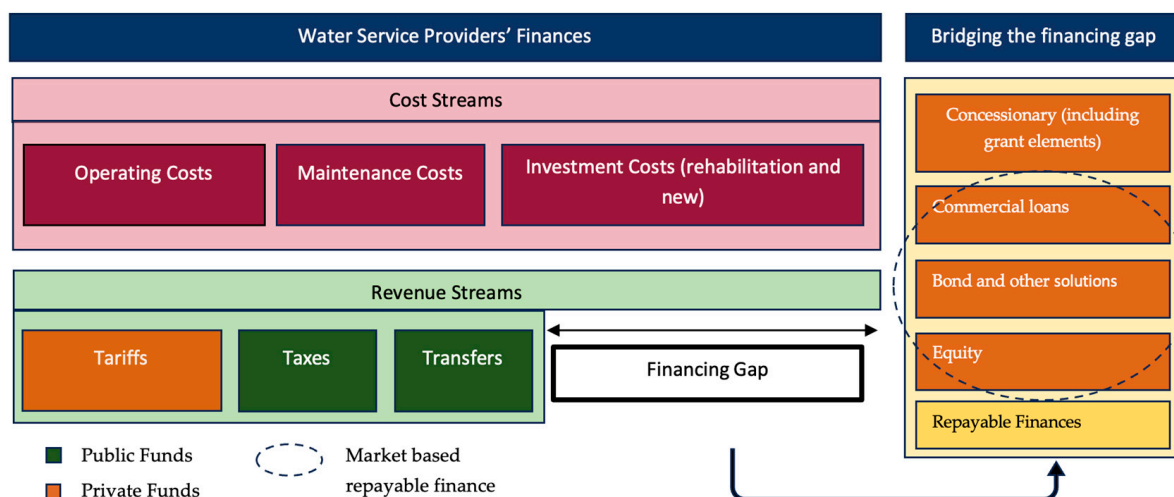 Water Service Providers’ Finances
Bridging the financing gap
Cost Streams
Operating Costs
Maintenance Costs
Investment Costs (rehabilitation and
new)
Revenue Streams
Tariffs
Taxes
Transfers
Financing Gap
Concessionary (including
grant elements)
Commercial loans
Bond and other solutions
Equity
Repayable Finances
Public Funds
Private Funds
Market based
repayable finance